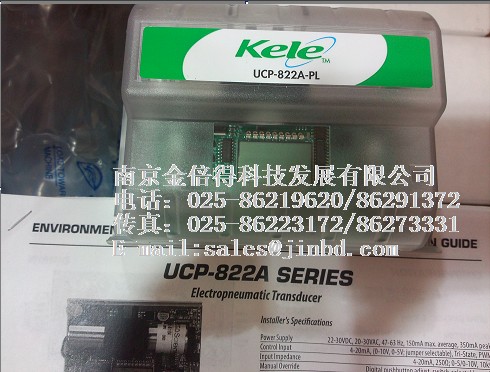 Kele™
UCP-822A-PL
南京金倍得科技发展有限公司
电话:025-86219620/86291372
传真:025-86223172/86273331
E-mail:sales@jinbd.com
ENVIRONMEN
N GUIDE
UCP-822A SERIES
Electropneumatic Transducer
Installer's Specifications
Power Supply 22-30VDC, 20-30VAC, 47-63 Hz, 150mA max. average, 350mA peak
Control Input 4-20mA, (0-10V, 0-5V: jumper selectable), Tri-State, PWM
Input Impedance 4-20mA, 250Ω; 0-5/0-10V, 10k
Manual Override